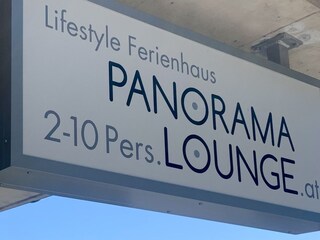 Lifestyle Ferienhaus
PANORAMA
2-10 Pers. LOUNGE.at